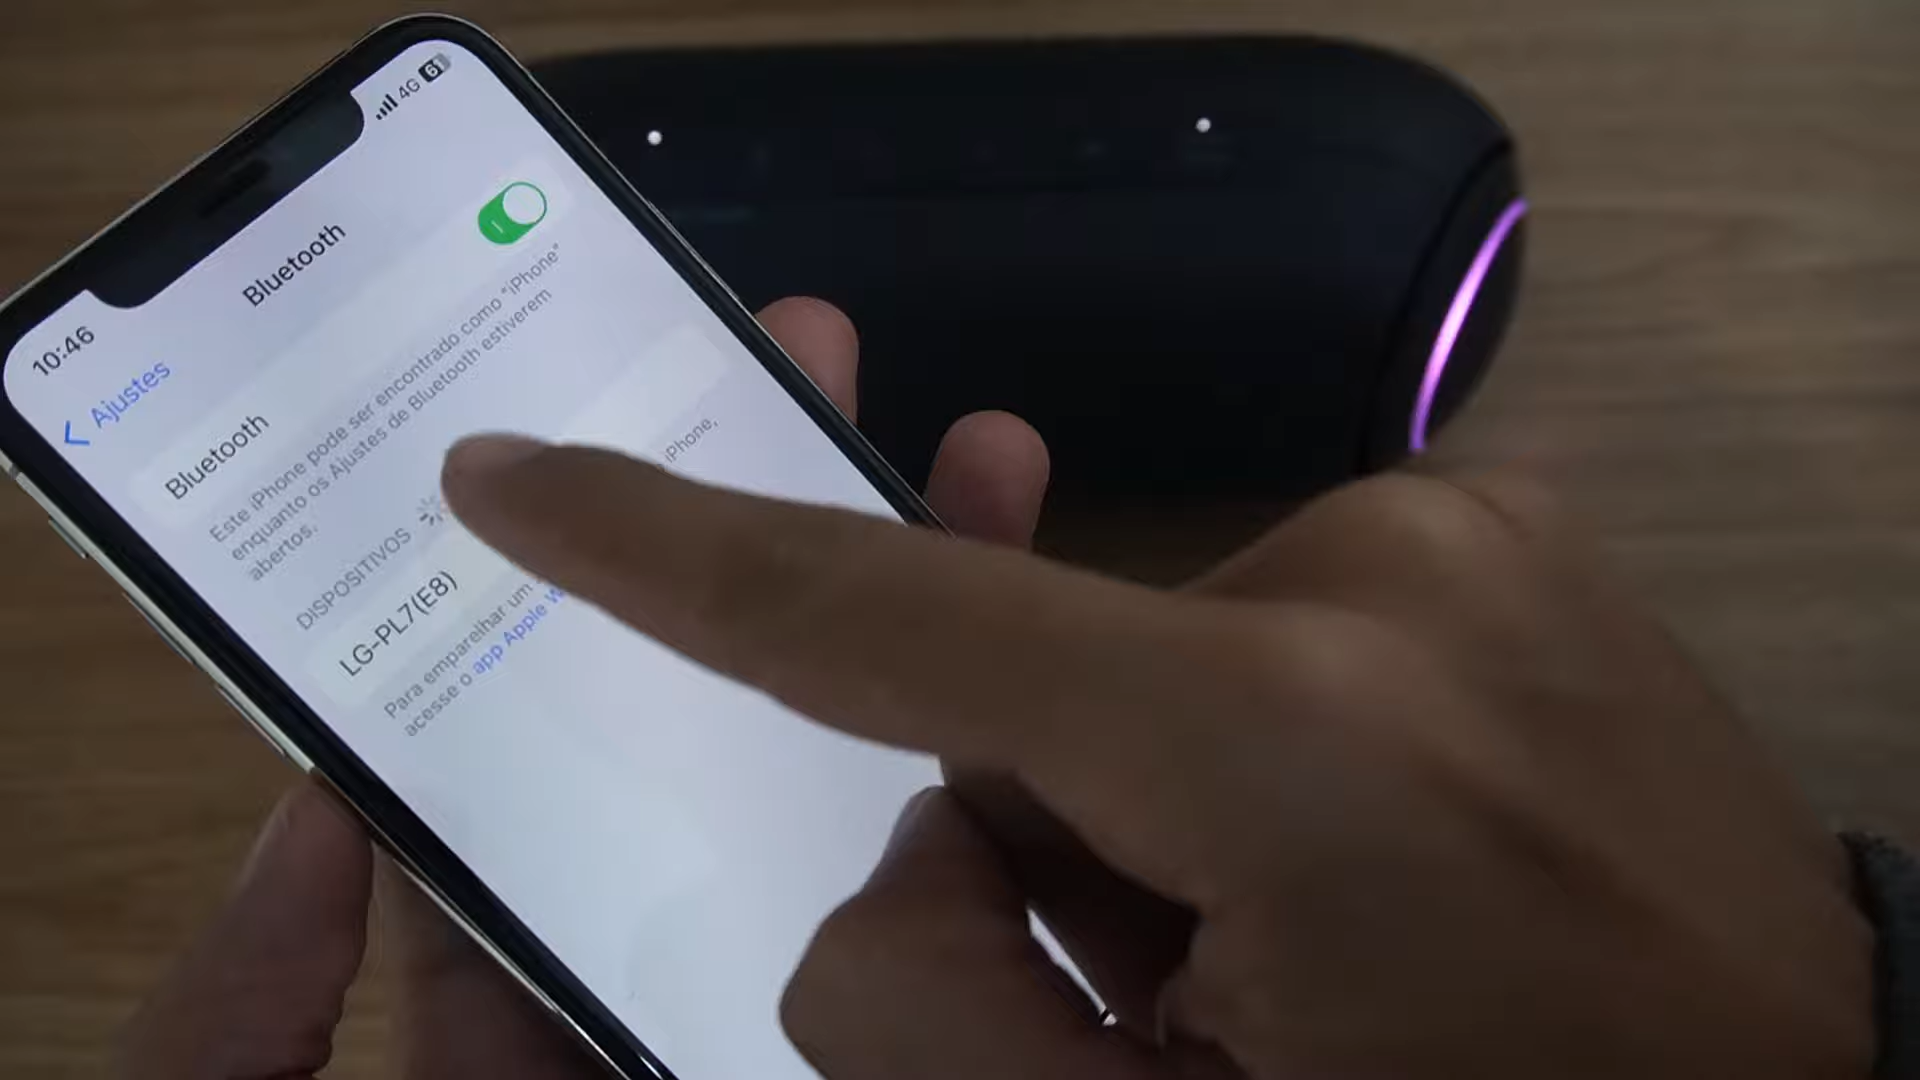 10:46
4G 61
Ajustes
Bluetooth
Bluetooth
Este iPhone pode ser encontrado como "iPhone"
enquanto os Ajustes de Bluetooth estiverem
abertos.
DISPOSITIVOS
LG-PL7(E8)
Para emparelhar um iPhone,
acesse o app Apple